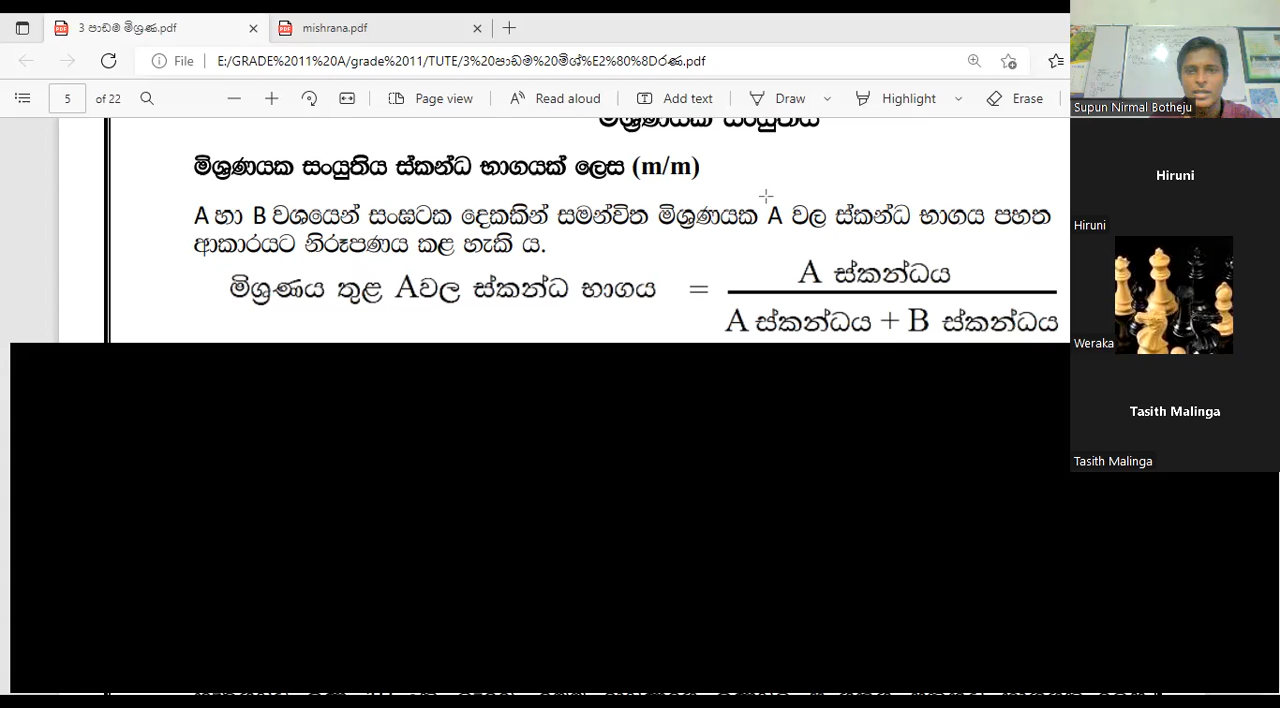 3 පාඩම මිශ්‍රණ.pdf
mishrana.pdf
File E:/GRADE%2011%20A/grade%2011/TUTE/3%20පාඩම%20මිශ්%E2%80%8Dරණ.pdf
5 of 22 Page view Read aloud Add text Draw Highlight Erase
මිශ්‍රණයක සංයුතිය
මිශ්‍රණයක සංයුතිය ස්කන්ධ භාගයක් ලෙස (m/m)
A හා B වශයෙන් සංඝටක දෙකකින් සමන්විත මිශ්‍රණයක A වල ස්කන්ධ භාගය පහත
ආකාරයට නිරූපණය කළ හැකි ය.
මිශ්‍රණය තුළ Aවල ස්කන්ධ භාගය = A ස්කන්ධය
A ස්කන්ධය + B ස්කන්ධය
Supun Nirmal Botheju
Hiruni
Hiruni
Weraka
Tasith Malinga
Tasith Malinga